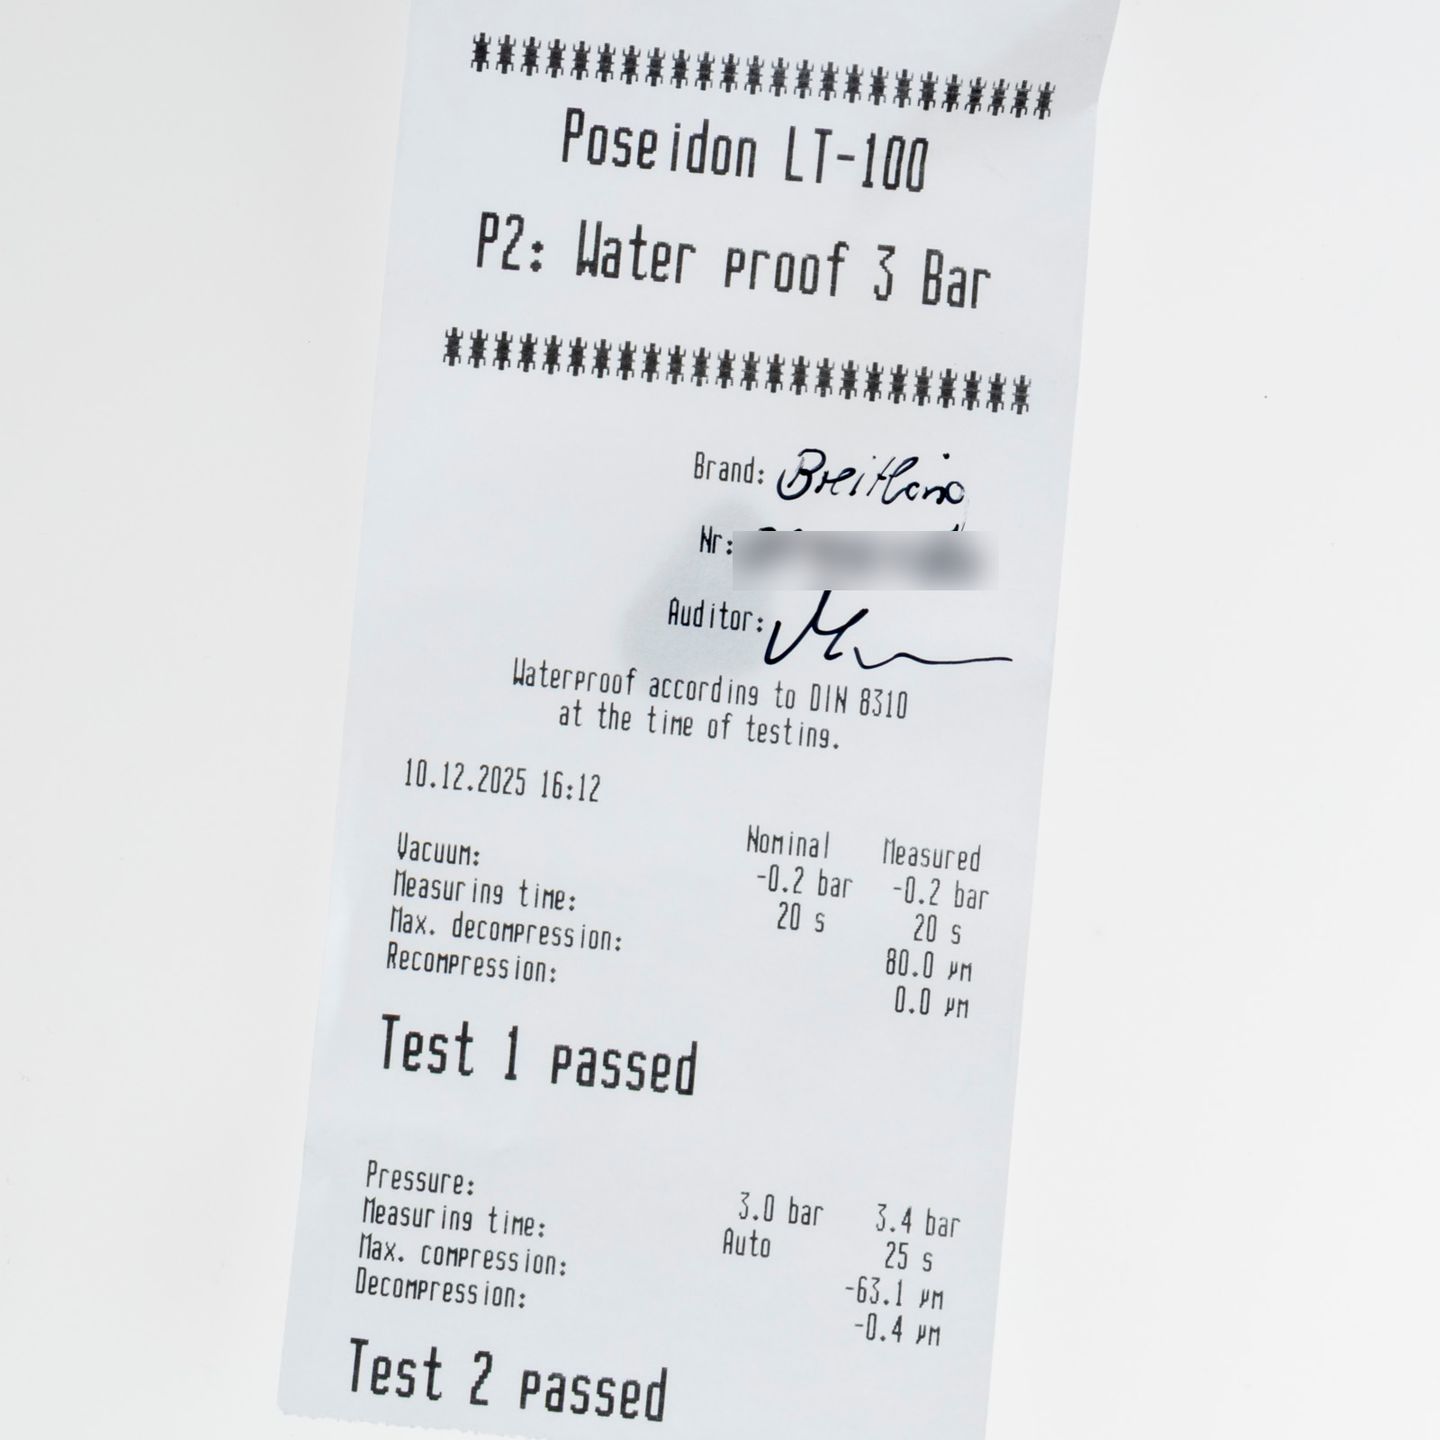 Poseidon LT-100
P2: Water proof 3 Bar
Brand: Breitling
Nr:
Auditor:
Waterproof according to DIN 8310
at the time of testing.
10.12.2025 16:12
Nominal Measured
Vacuum: -0.2 bar -0.2 bar
Measuring time: 20 s 20 s
Max. decompression: 80.0 µm
Recompression: 0.0 µm
Test 1 passed
Pressure: 3.0 bar 3.4 bar
Measuring time: Auto 25 s
Max. compression: -63.1 µm
Decompression: -0.4 µm
Test 2 passed